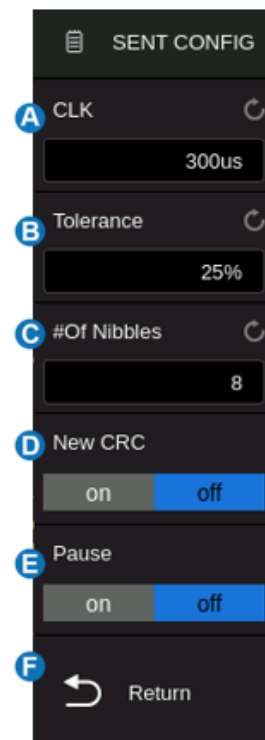 SENT CONFIG
A CLK
300us
B Tolerance
25%
C #Of Nibbles
8
D New CRC
on off
E Pause
on off
F Return